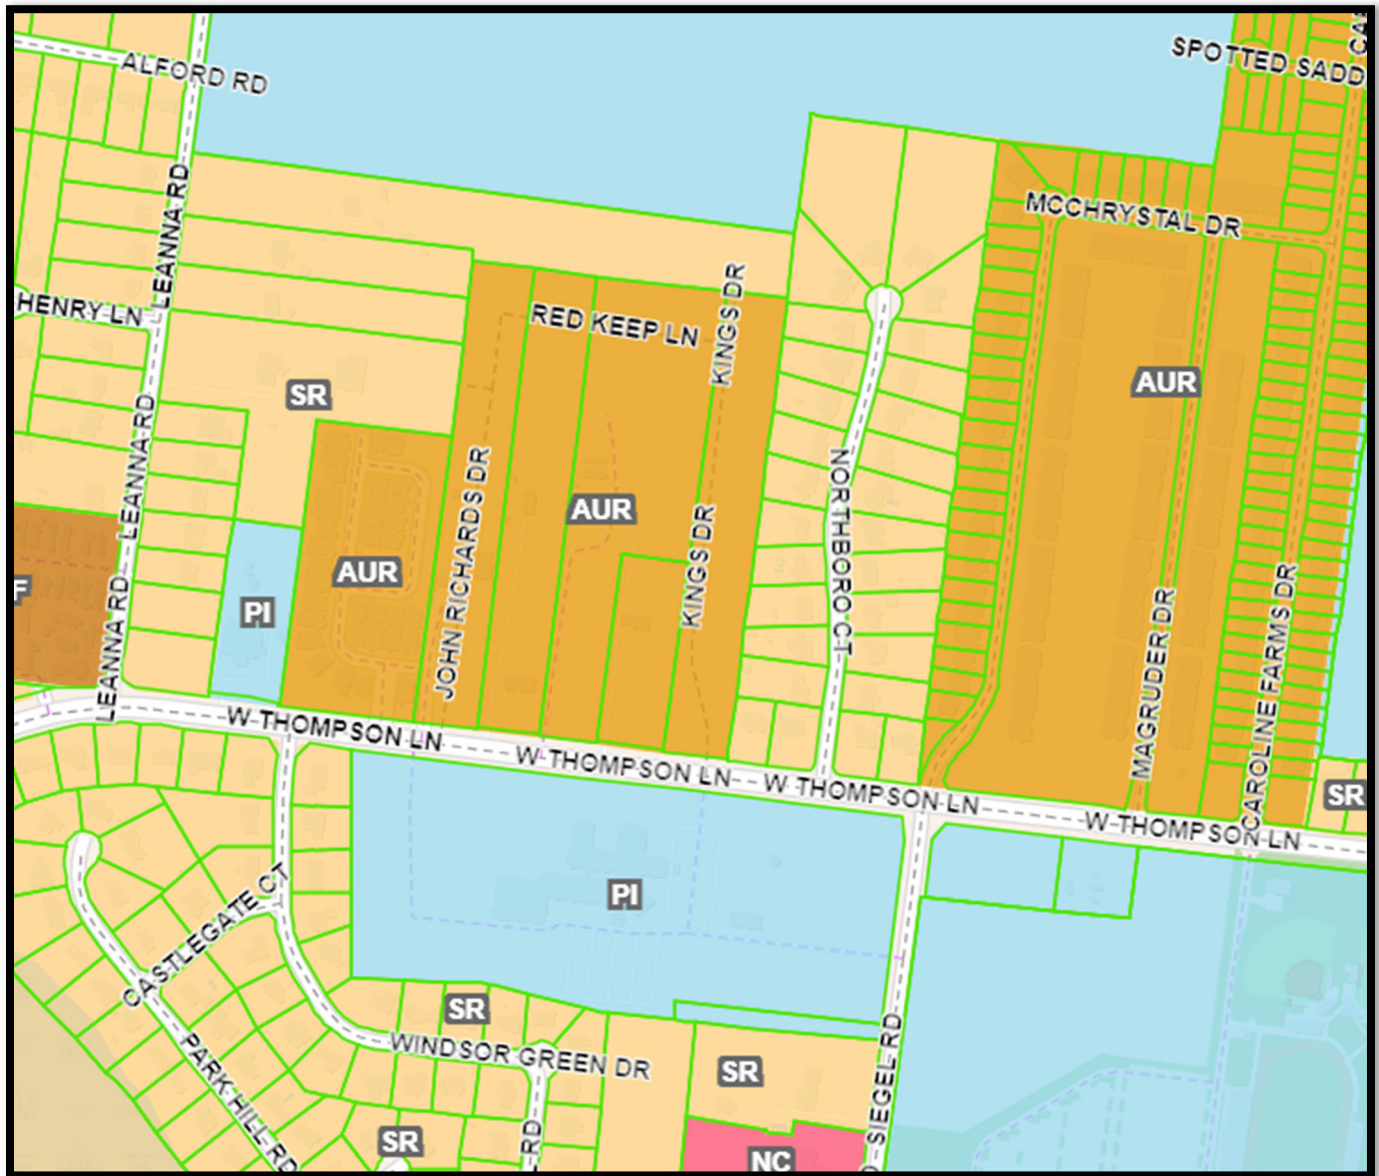 SPOTTED SADD
ALFORD RD
LEANNA RD
MCCHRYSTAL DR
HENRY LN
RED KEEP LN
KINGS DR
SR
AUR
LEANNA RD
NORTHBORO CT
JOHN RICHARDS DR
AUR
KINGS DR
AUR
F
PI
LEANNA RD
MAGRUDER DR
CAROLINE FARMS DR
W THOMPSON LN
W THOMPSON LN
W THOMPSON LN
W THOMPSON LN
SR
PI
CASTLEGATE CT
SR
WINDSOR GREEN DR
SR
SIEGEL RD
PARK HILL RD
SR
RD
NC